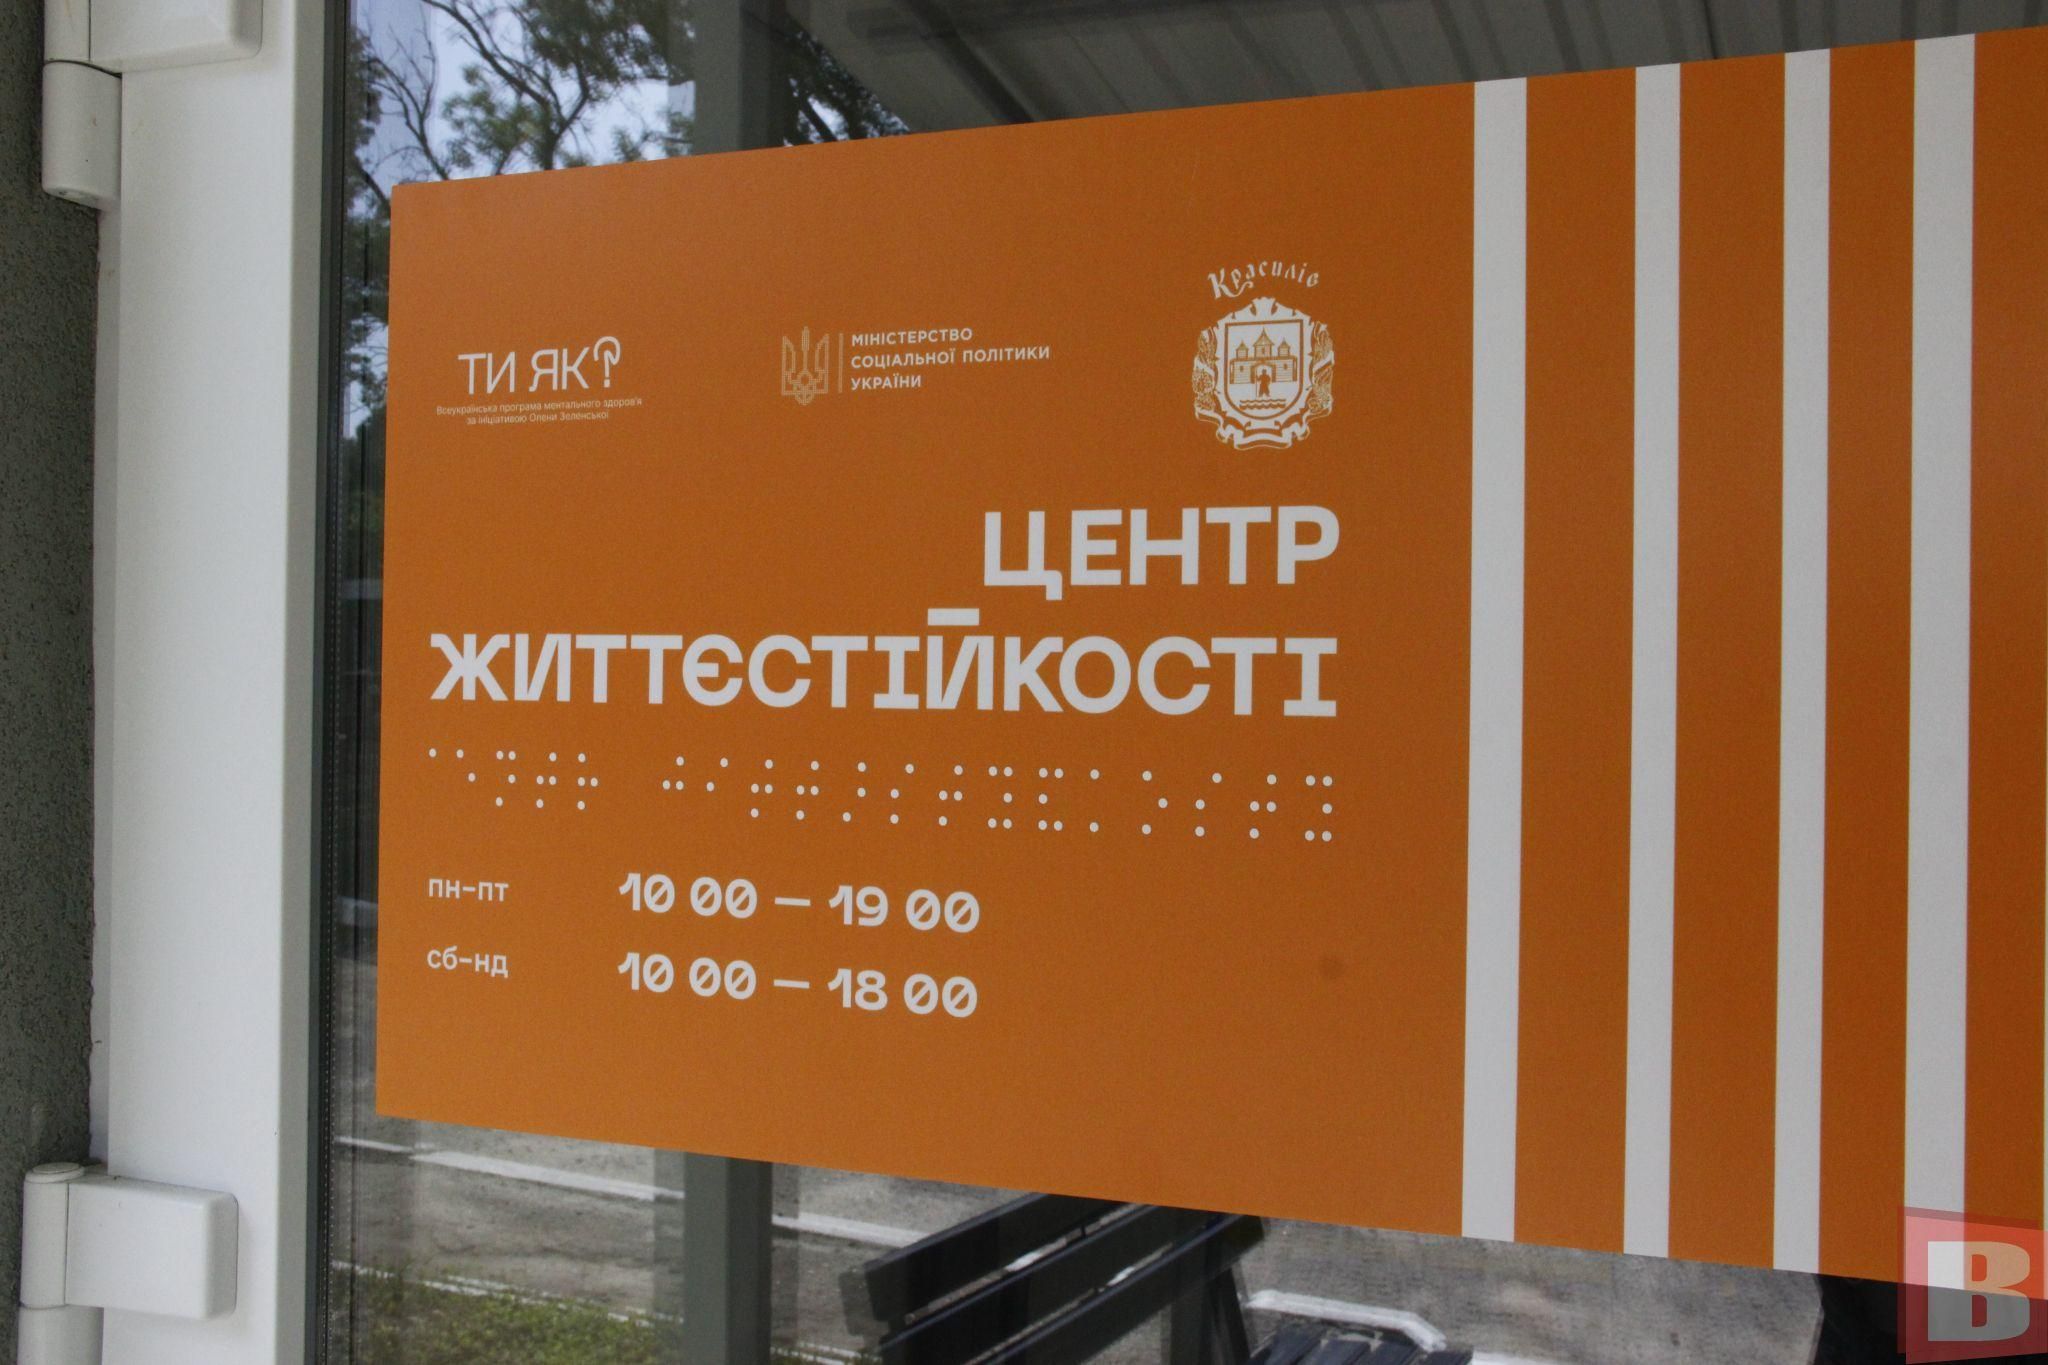 ТИ ЯК?
Всеукраїнська програма ментального здоров'я
за ініціативою Олени Зеленської
МІНІСТЕРСТВО
СОЦІАЛЬНОЇ ПОЛІТИКИ
УКРАЇНИ
Красилів
ЦЕНТР
ЖИТТЄСТІЙКОСТІ
пн-пт 10 00 — 19 00
сб-нд 10 00 — 18 00
В